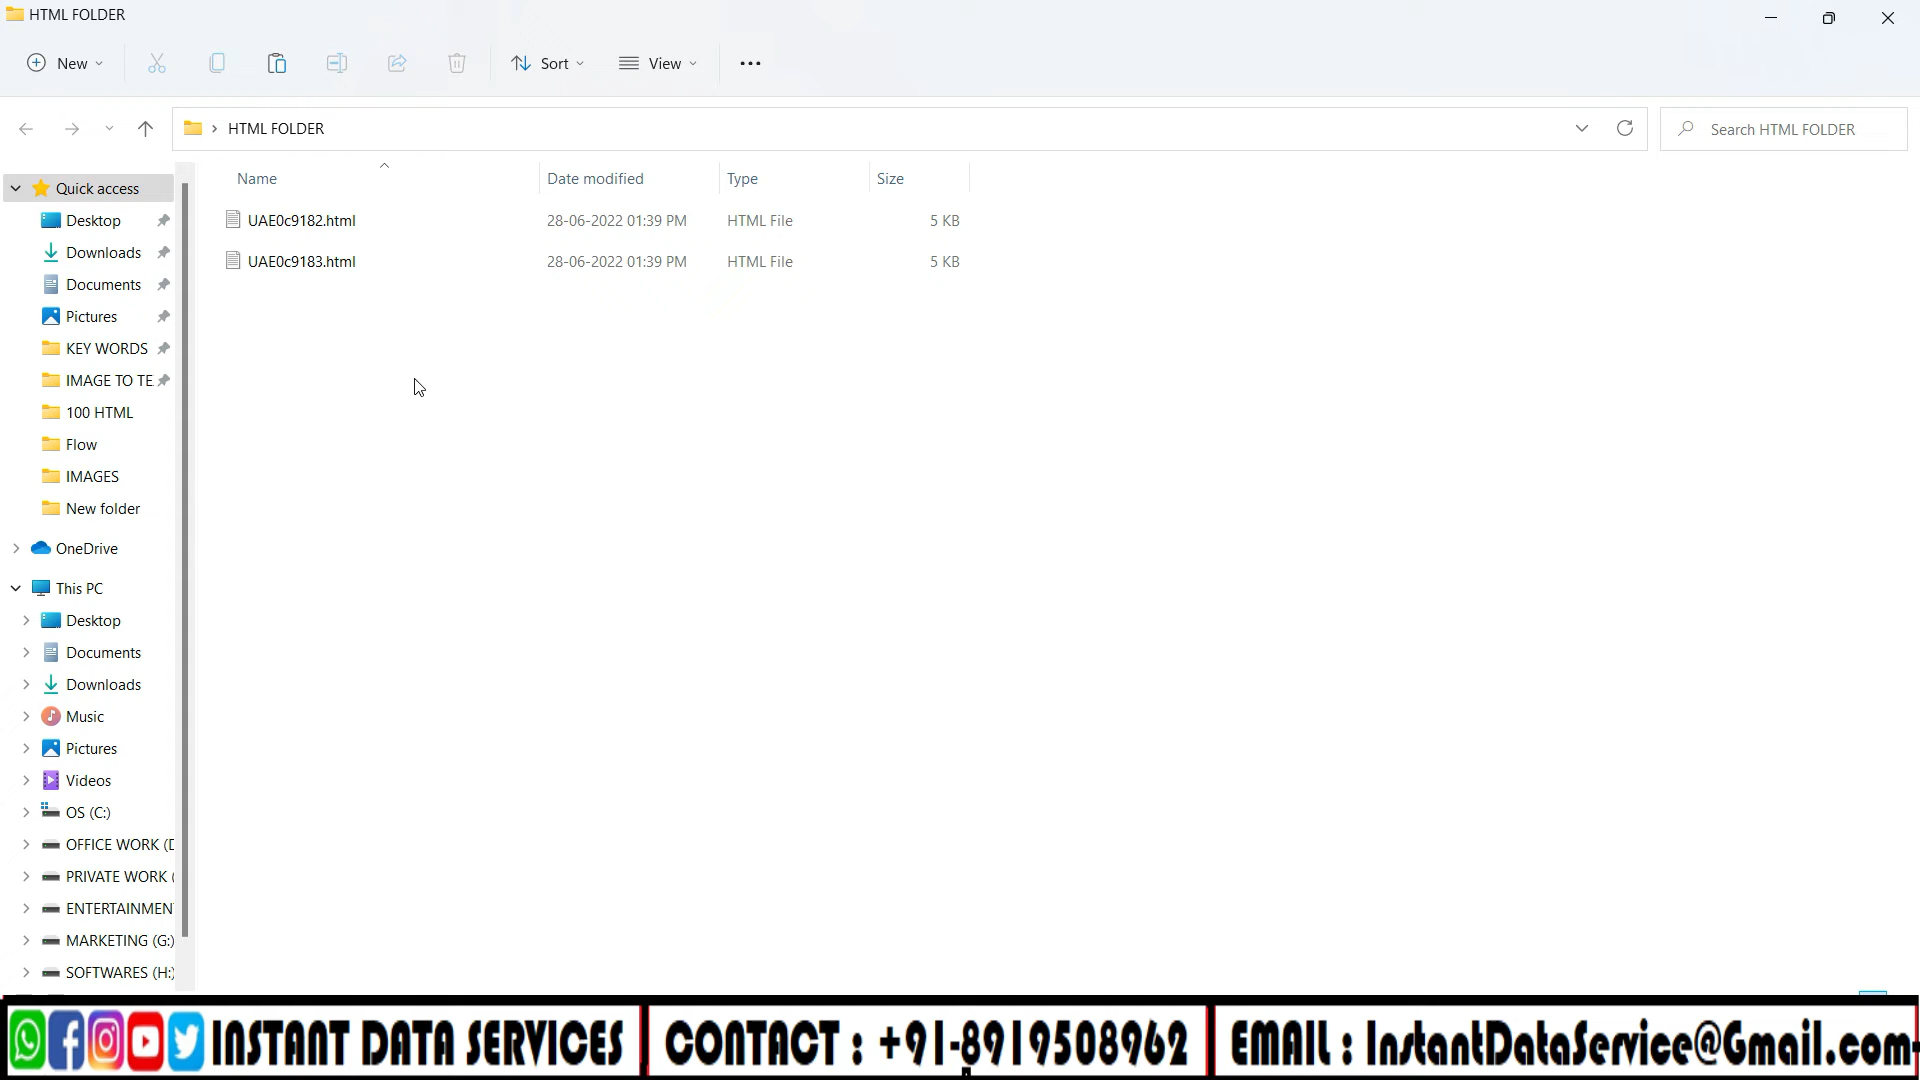 HTML FOLDER
New
Sort
View
HTML FOLDER
Search HTML FOLDER
Name
Date modified
Type
Size
UAE0c9182.html
28-06-2022 01:39 PM
HTML File
5 KB
UAE0c9183.html
28-06-2022 01:39 PM
HTML File
5 KB
Quick access
Desktop
Downloads
Documents
Pictures
KEY WORDS
IMAGE TO TE
100 HTML
Flow
IMAGES
New folder
OneDrive
This PC
Desktop
Documents
Downloads
Music
Pictures
Videos
OS (C:)
OFFICE WORK (D
PRIVATE WORK (
ENTERTAINMEN
MARKETING (G:)
SOFTWARES (H:)
INSTANT DATA SERVICES
CONTACT : +91-8919508962
EMAIL : InstantDataService@Gmail.com